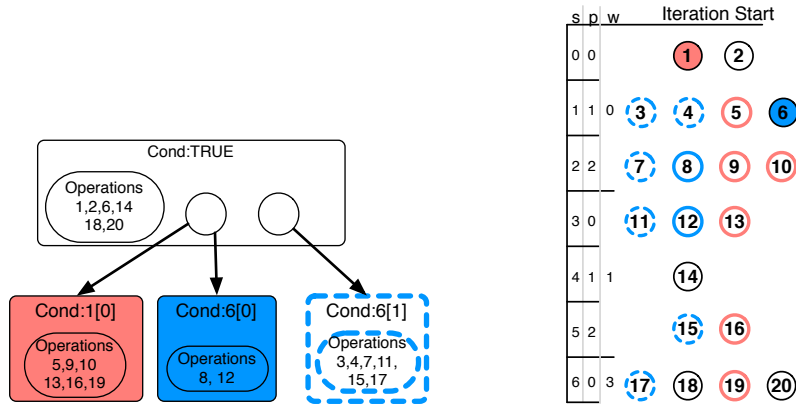 Cond:TRUE
Operations
1,2,6,14
18,20
Cond:1[0]
Operations
5,9,10
13,16,19
Cond:6[0]
Operations
8, 12
Cond:6[1]
Operations
3,4,7,11,
15,17
s p w Iteration Start
0 0 1 2
1 1 0 3 4 5 6
2 2 7 8 9 10
3 0 11 12 13
4 1 1 14
5 2 15 16
6 0 3 17 18 19 20